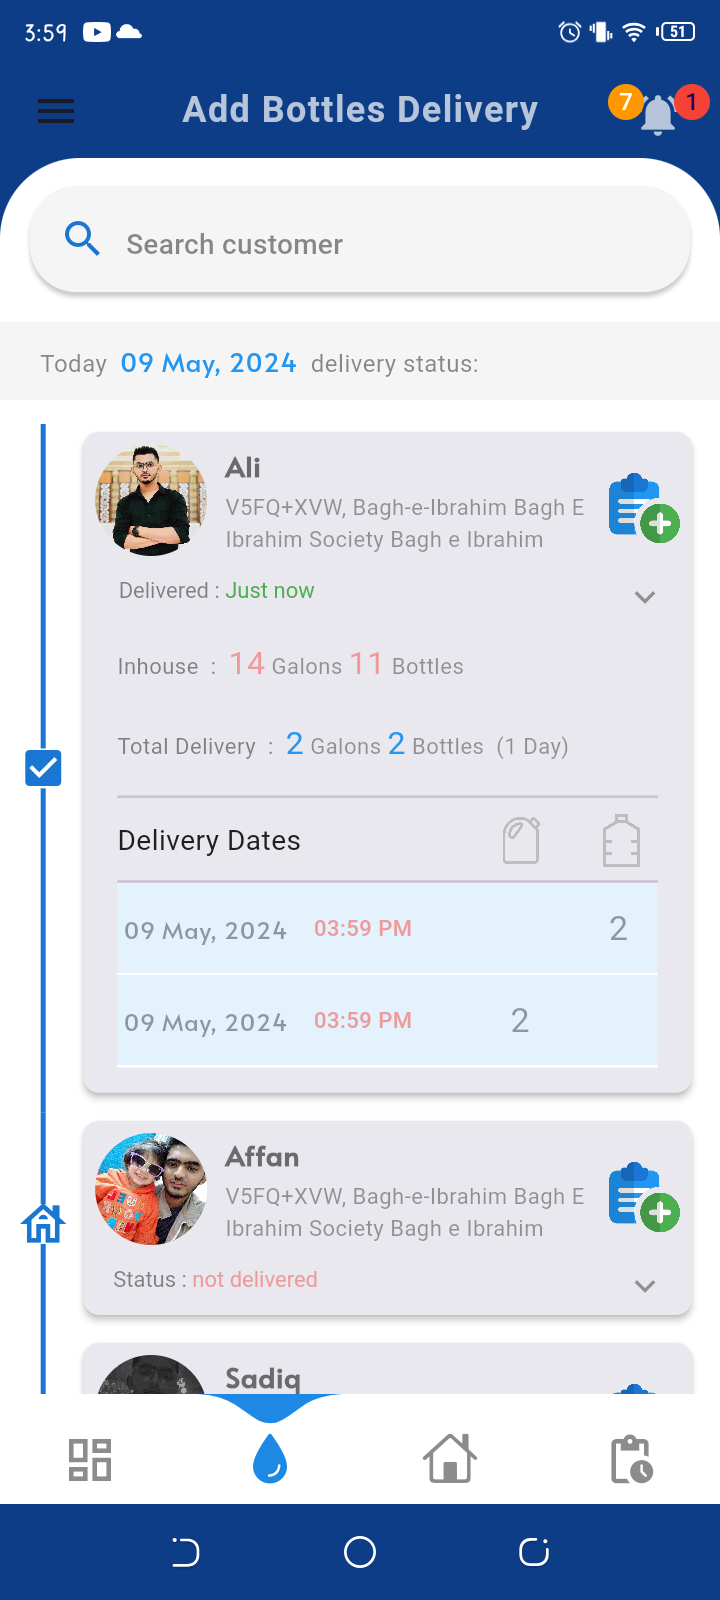 3:59 51
Add Bottles Delivery 7 1
Search customer
Today 09 May, 2024 delivery status:
Ali
V5FQ+XVW, Bagh-e-Ibrahim Bagh E
Ibrahim Society Bagh e Ibrahim
Delivered : Just now
Inhouse : 14 Galons 11 Bottles
Total Delivery : 2 Galons 2 Bottles (1 Day)
Delivery Dates
09 May, 2024 03:59 PM 2
09 May, 2024 03:59 PM 2
Affan
V5FQ+XVW, Bagh-e-Ibrahim Bagh E
Ibrahim Society Bagh e Ibrahim
Status : not delivered
Sadiq